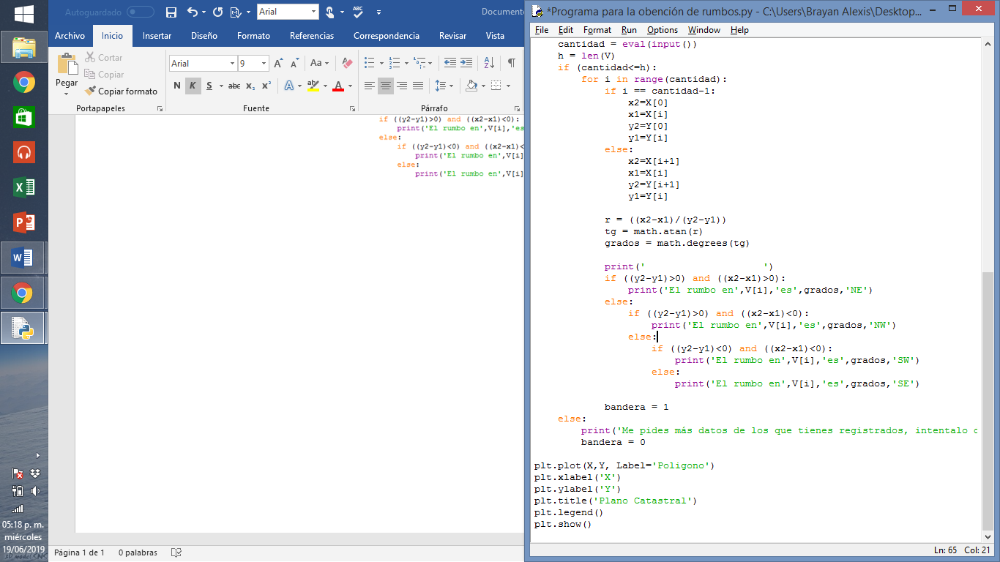 Autoguardado
Arial
Documento
Archivo Inicio Insertar Diseño Formato Referencias Correspondencia Revisar Vista
Pegar
Cortar
Copiar
Copiar formato
Portapapeles
Arial 9
N K S abc x₂ x²
Fuente
Párrafo
if ((y2-y1)>0) and ((x2-x1)<0):
print('El rumbo en',V[i],'es
else:
if ((y2-y1)<0) and ((x2-x1)<
print('El rumbo en',V[i]
else:
print('El rumbo en',V[i]
Página 1 de 1 0 palabras
05:18 p. m.
miércoles
19/06/2019
*Programa para la obención de rumbos.py - C:\Users\Brayan Alexis\Desktop...
File Edit Format Run Options Window Help
cantidad = eval(input())
h = len(V)
if (cantidad<=h):
for i in range(cantidad):
if i == cantidad-1:
x2=X[0]
x1=X[i]
y2=Y[0]
y1=Y[i]
else:
x2=X[i+1]
x1=X[i]
y2=Y[i+1]
y1=Y[i]
r = ((x2-x1)/(y2-y1))
tg = math.atan(r)
grados = math.degrees(tg)
print(' ')
if ((y2-y1)>0) and ((x2-x1)>0):
print('El rumbo en',V[i],'es',grados,'NE')
else:
if ((y2-y1)>0) and ((x2-x1)<0):
print('El rumbo en',V[i],'es',grados,'NW')
else:
if ((y2-y1)<0) and ((x2-x1)<0):
print('El rumbo en',V[i],'es',grados,'SW')
else:
print('El rumbo en',V[i],'es',grados,'SE')
bandera = 1
else:
print('Me pides más datos de los que tienes registrados, intentalo
bandera = 0
plt.plot(X,Y, Label='Poligono')
plt.xlabel('X')
plt.ylabel('Y')
plt.title('Plano Catastral')
plt.legend()
plt.show()
Ln: 65 Col: 21